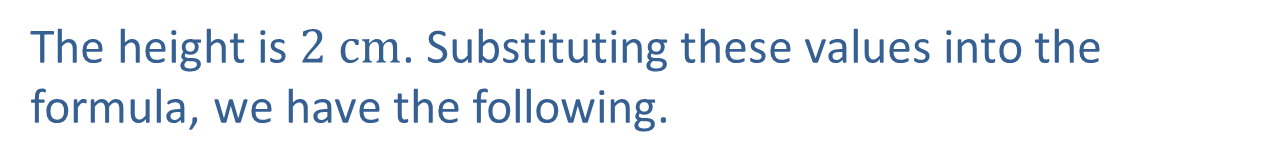 The height is 2 cm. Substituting these values into the
formula, we have the following.